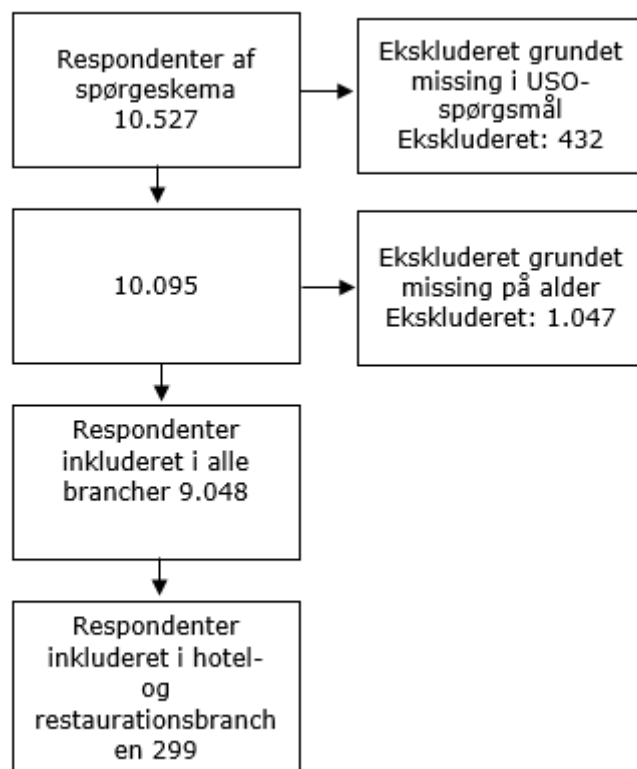 Respondenter af
spørgeskema
10.527
Ekskluderet grundet
missing i USO-
spørgsmål
Ekskluderet: 432
10.095
Ekskluderet grundet
missing på alder
Ekskluderet: 1.047
Respondenter
inkluderet i alle
brancher 9.048
Respondenter
inkluderet i hotel-
og
restaurationsbranch
en 299